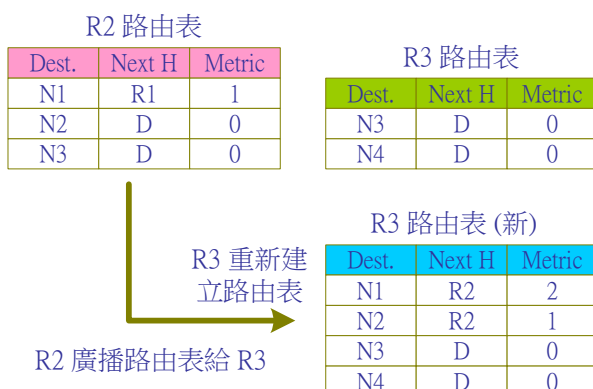 R2 路由表
Dest. Next H Metric
N1 R1 1
N2 D 0
N3 D 0
R3 路由表
Dest. Next H Metric
N3 D 0
N4 D 0
R3 路由表 (新)
Dest. Next H Metric
N1 R2 2
N2 R2 1
N3 D 0
N4 D 0
R3 重新建
立路由表
R2 廣播路由表給 R3